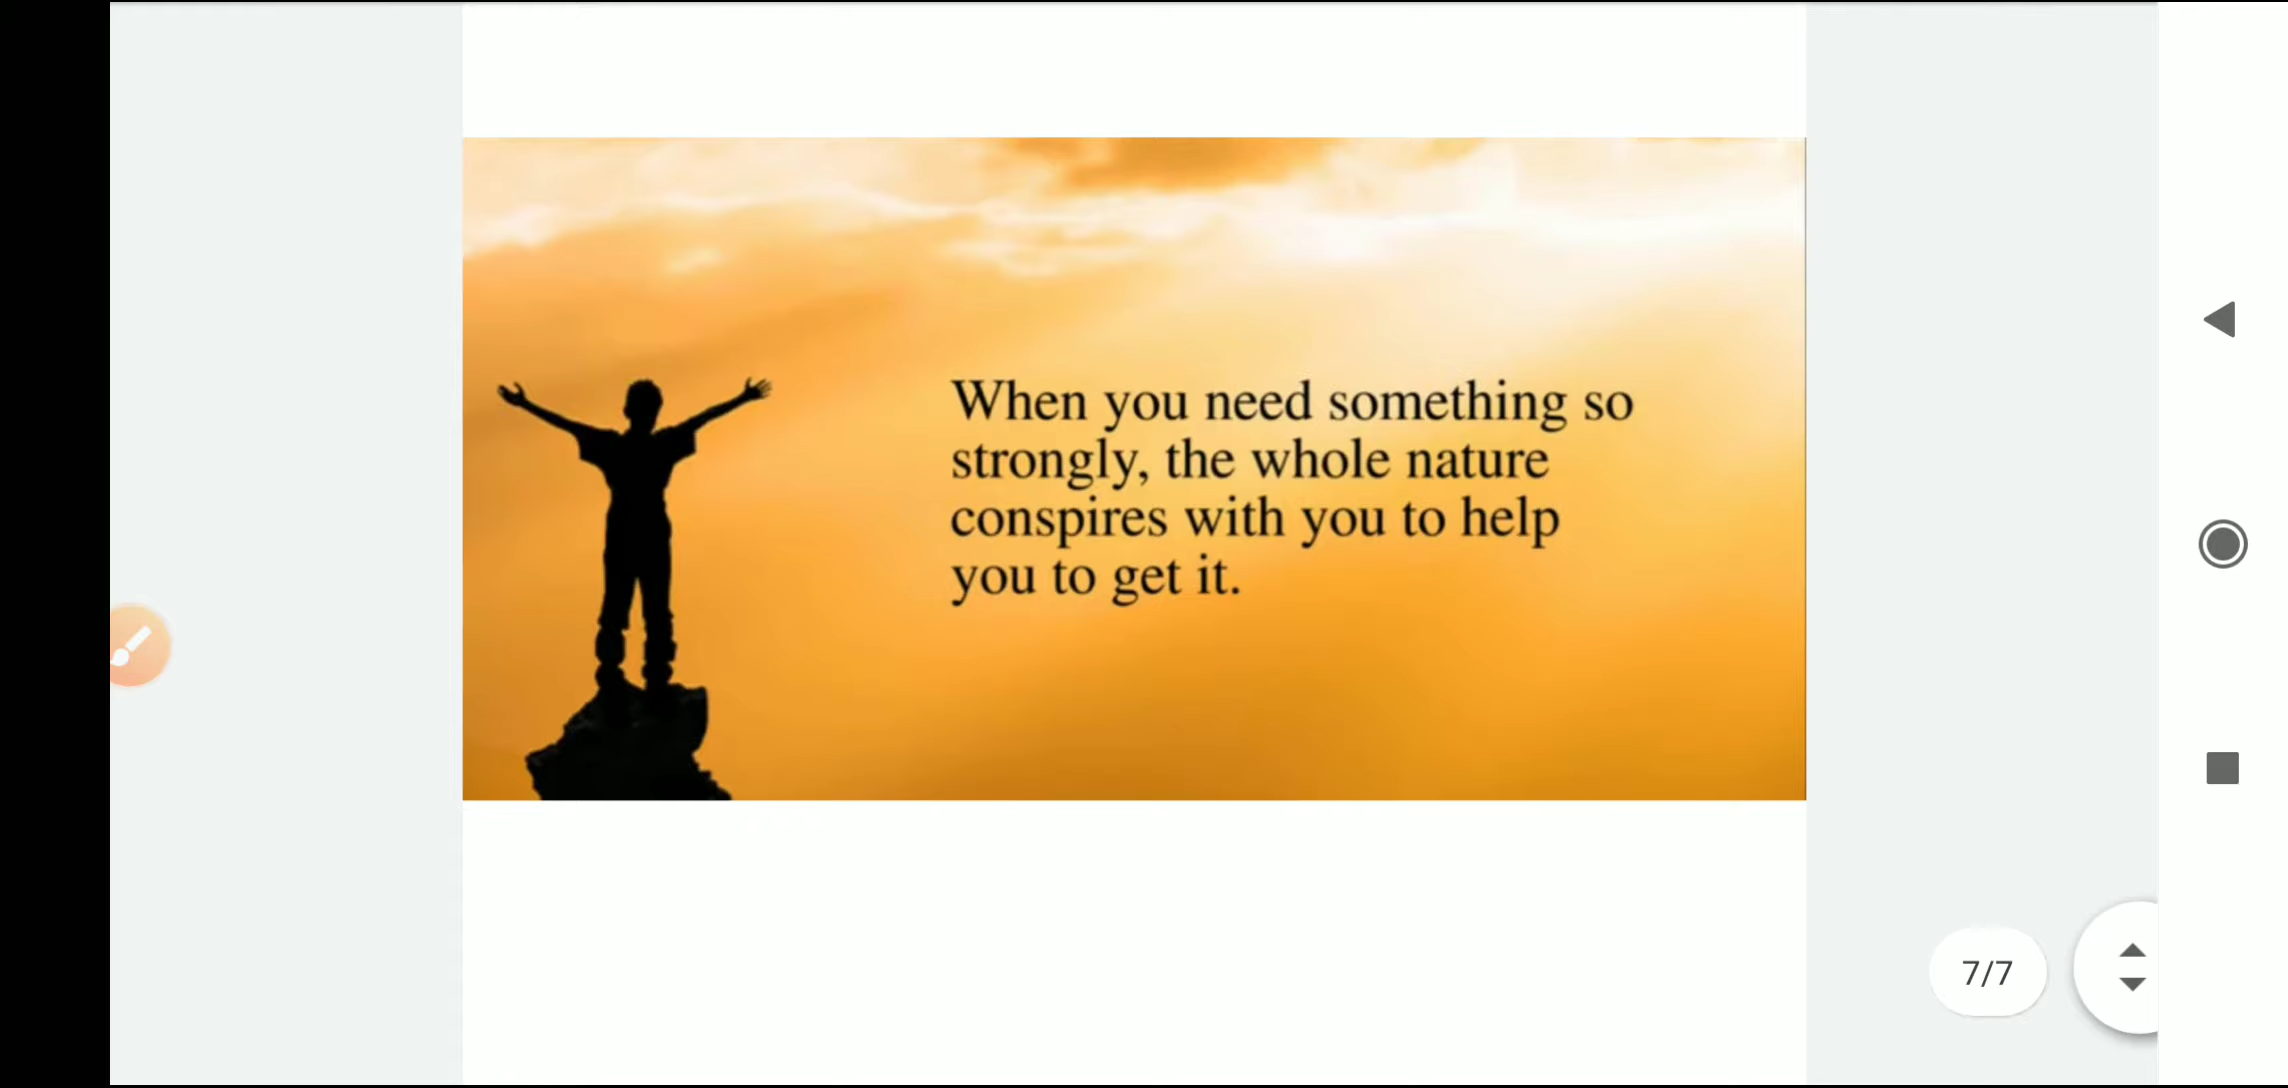 When you need something so
strongly, the whole nature
conspires with you to help
you to get it.
7/7